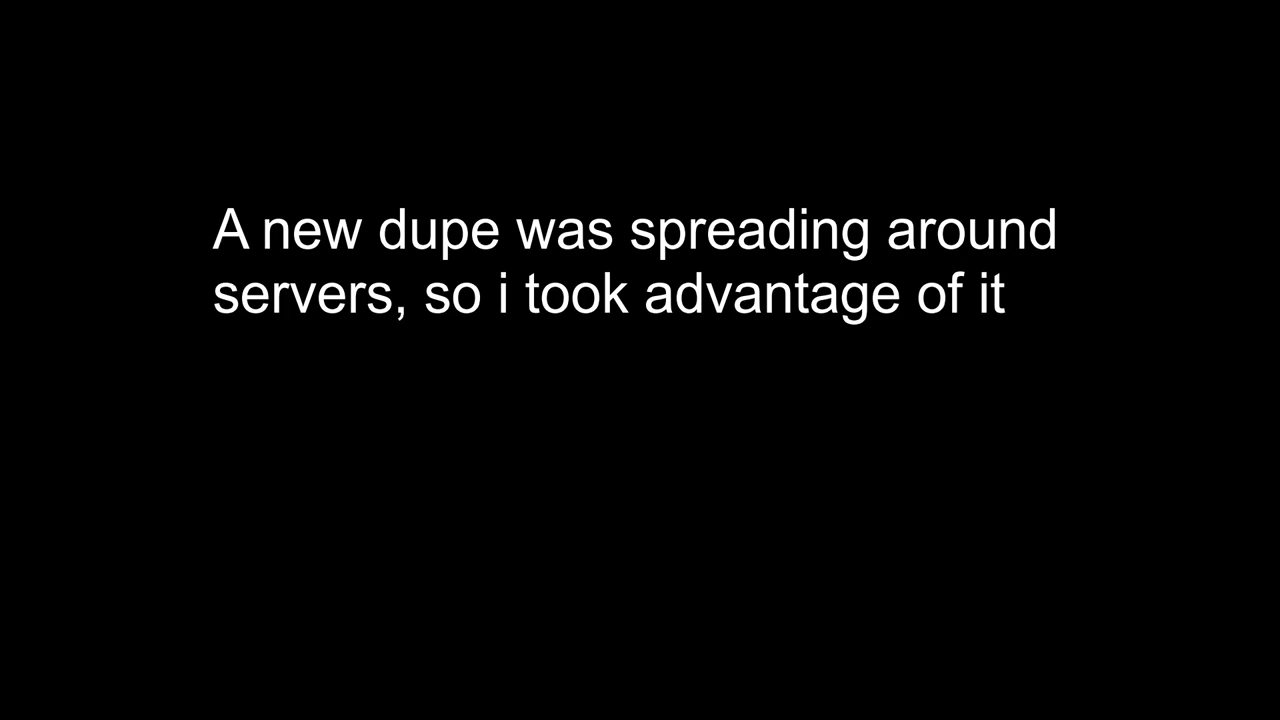 A new dupe was spreading around
servers, so i took advantage of it